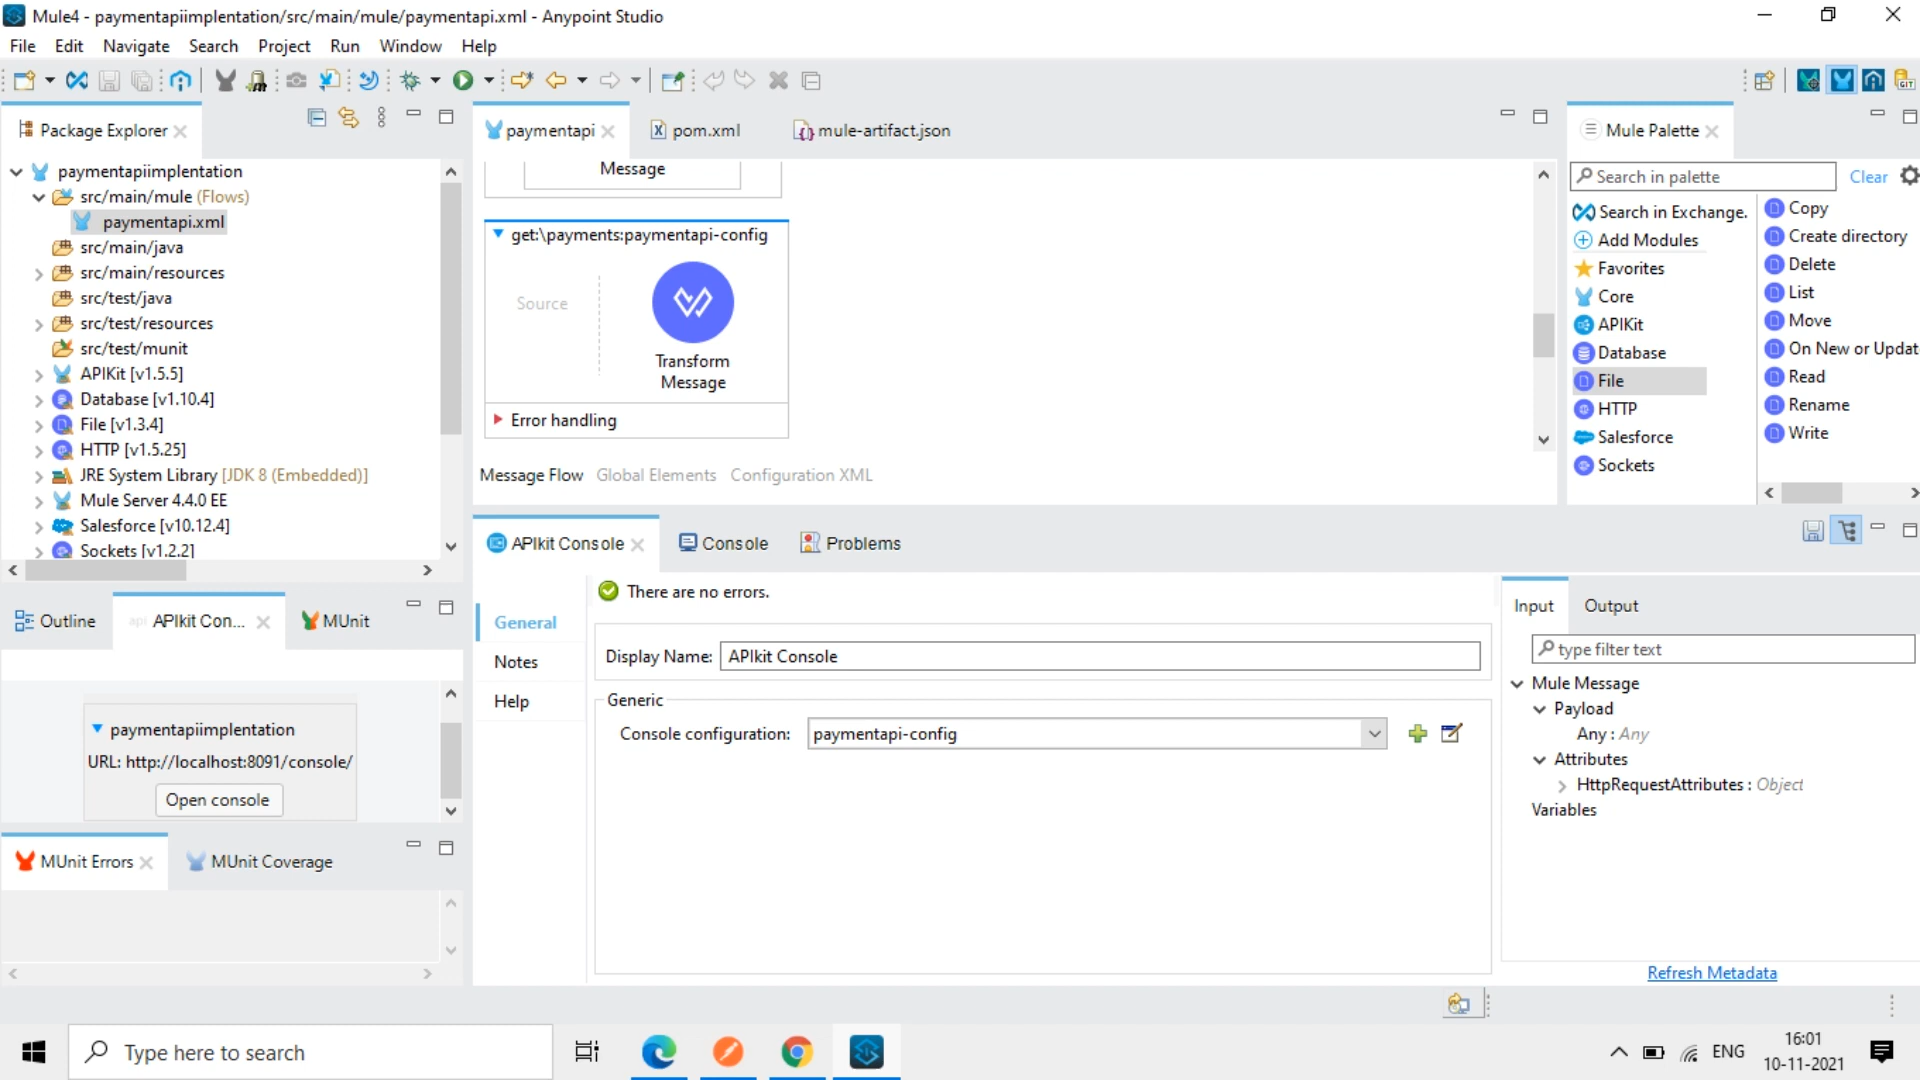 Mule4 - paymentapiimplentation/src/main/mule/paymentapi.xml - Anypoint Studio
File Edit Navigate Search Project Run Window Help
Package Explorer
paymentapiimplentation
src/main/mule (Flows)
paymentapi.xml
src/main/java
src/main/resources
src/test/java
src/test/resources
src/test/munit
APIKit [v1.5.5]
Database [v1.10.4]
File [v1.3.4]
HTTP [v1.5.25]
JRE System Library [JDK 8 (Embedded)]
Mule Server 4.4.0 EE
Salesforce [v10.12.4]
Sockets [v1.2.2]
Outline
api APIkit Con...
MUnit
paymentapiimplentation
URL: http://localhost:8091/console/
Open console
MUnit Errors
MUnit Coverage
paymentapi
pom.xml
mule-artifact.json
Message
get:\payments:paymentapi-config
Source
Transform
Message
Error handling
Message Flow Global Elements Configuration XML
Mule Palette
Search in palette
Clear
Search in Exchange.
Add Modules
Favorites
Core
APIKit
Database
File
HTTP
Salesforce
Sockets
Copy
Create directory
Delete
List
Move
On New or Updat
Read
Rename
Write
APIkit Console
Console
Problems
There are no errors.
General
Notes
Help
Display Name: APIkit Console
Generic
Console configuration: paymentapi-config
Input
Output
type filter text
Mule Message
Payload
Any : Any
Attributes
HttpRequestAttributes : Object
Variables
Refresh Metadata
Type here to search
ENG
16:01
10-11-2021